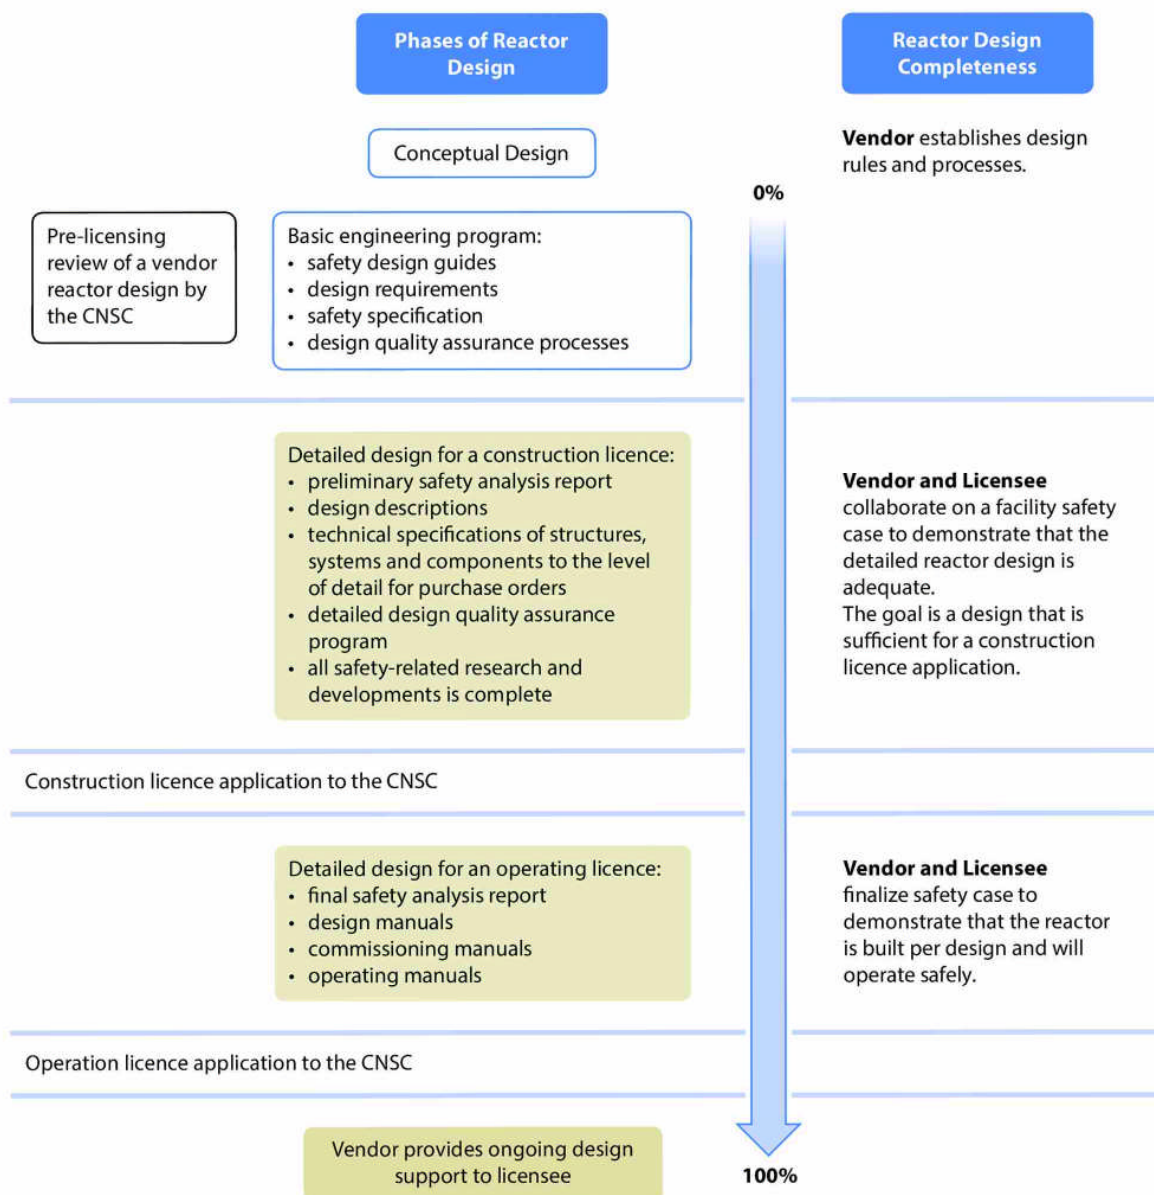 Phases of Reactor
Design
Reactor Design
Completeness
Conceptual Design
Vendor establishes design
rules and processes.
0%
Pre-licensing
review of a vendor
reactor design by
the CNSC
Basic engineering program:
• safety design guides
• design requirements
• safety specification
• design quality assurance processes
Detailed design for a construction licence:
• preliminary safety analysis report
• design descriptions
• technical specifications of structures,
systems and components to the level
of detail for purchase orders
• detailed design quality assurance
program
• all safety-related research and
developments is complete
Vendor and Licensee
collaborate on a facility safety
case to demonstrate that the
detailed reactor design is
adequate.
The goal is a design that is
sufficient for a construction
licence application.
Construction licence application to the CNSC
Detailed design for an operating licence:
• final safety analysis report
• design manuals
• commissioning manuals
• operating manuals
Vendor and Licensee
finalize safety case to
demonstrate that the reactor
is built per design and will
operate safely.
Operation licence application to the CNSC
Vendor provides ongoing design
support to licensee
100%